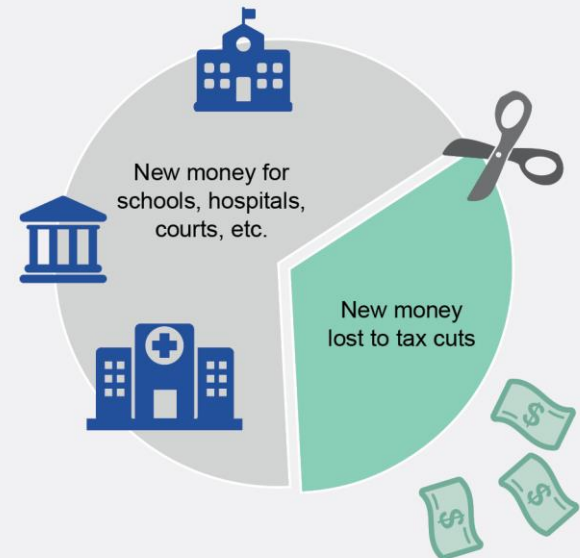 New money for
schools, hospitals,
courts, etc.
New money
lost to tax cuts
$
$
$